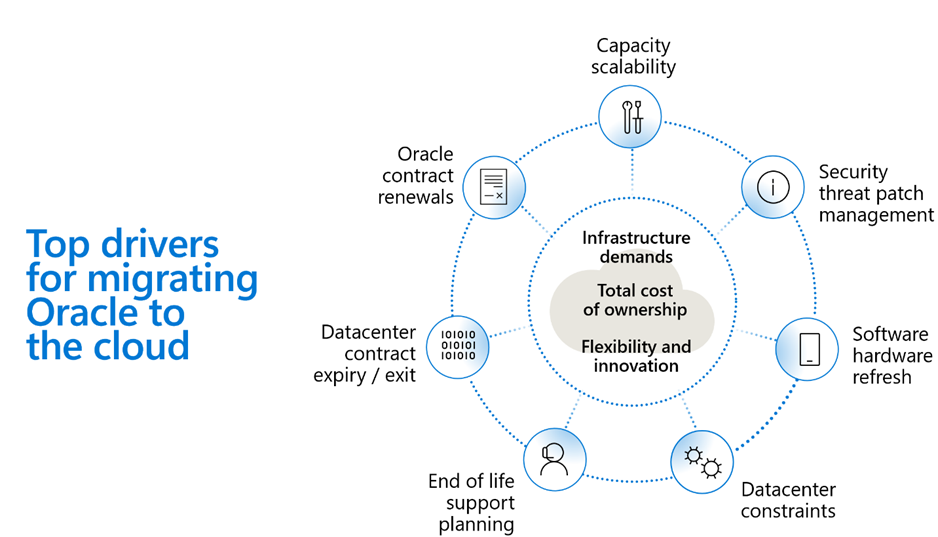 Top drivers
for migrating
Oracle to
the cloud
Capacity
scalability
Security
threat patch
management
Software
hardware
refresh
Datacenter
constraints
End of life
support
planning
Datacenter
contract
expiry / exit
Oracle
contract
renewals
Infrastructure
demands
Total cost
of ownership
Flexibility and
innovation
101010
010101
101010